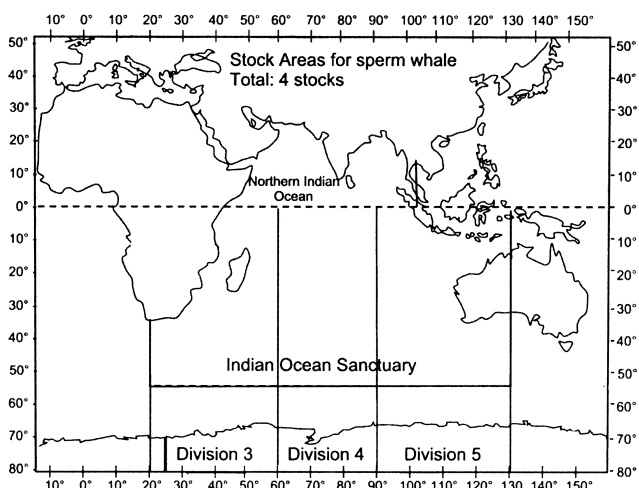 10° 0° 10° 20° 30° 40° 50° 60° 70° 80° 90° 100° 110° 120° 130° 140° 150°
50° 50°
Stock Areas for sperm whale
40° 40°
Total: 4 stocks
30° 30°
20° 20°
10° 10°
Northern Indian
Ocean
0° 0°
10° 10°
20° 20°
30° 30°
40° 40°
Indian Ocean Sanctuary
50° 50°
60° 60°
70° 70°
Division 3 Division 4 Division 5
80° 80°
10° 0° 10° 20° 30° 40° 50° 60° 70° 80° 90° 100° 110° 120° 130° 140° 150°